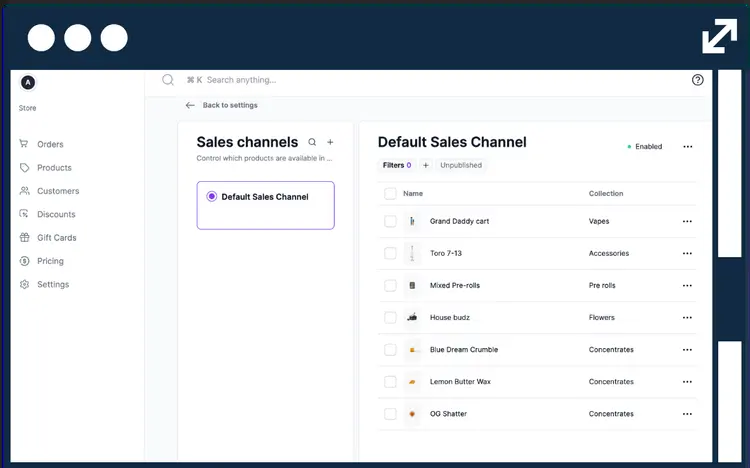 A
⌘ K Search anything...
Store
Back to settings
Orders
Products
Customers
Discounts
Gift Cards
Pricing
Settings
Sales channels
Control which products are available in ...
Default Sales Channel
Default Sales Channel
Enabled
Filters 0
Unpublished
Name Collection
Grand Daddy cart Vapes
Toro 7-13 Accessories
Mixed Pre-rolls Pre rolls
House budz Flowers
Blue Dream Crumble Concentrates
Lemon Butter Wax Concentrates
OG Shatter Concentrates